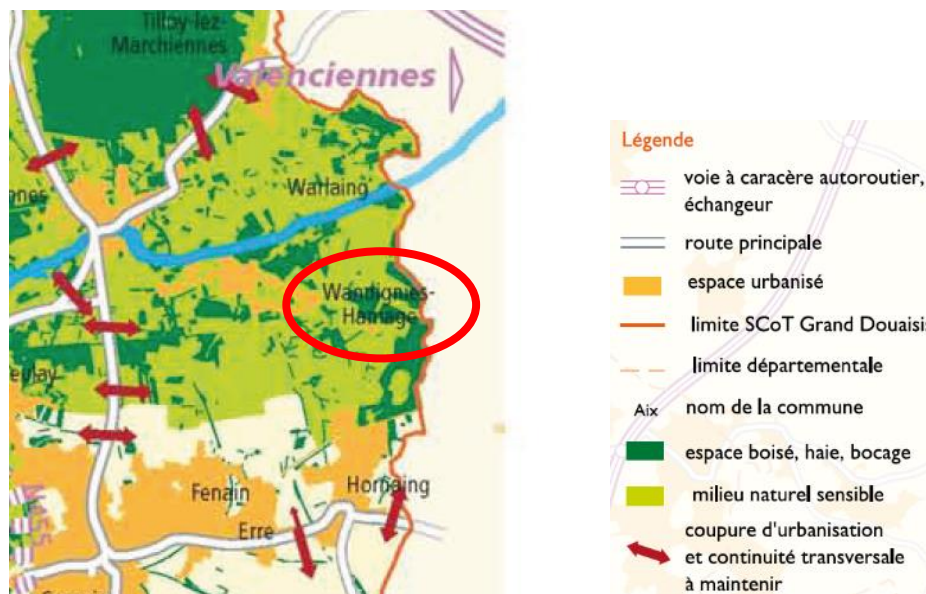 Tilloy-lez-
Marchiennes
Valenciennes
Warlaing
nnes
Wandignies-
Hamage
Fenain
Hornaing
Erre
Légende
voie à caracère autoroutier,
échangeur
route principale
espace urbanisé
limite SCoT Grand Douaisis
limite départementale
Aix nom de la commune
espace boisé, haie, bocage
milieu naturel sensible
coupure d'urbanisation
et continuité transversale
à maintenir